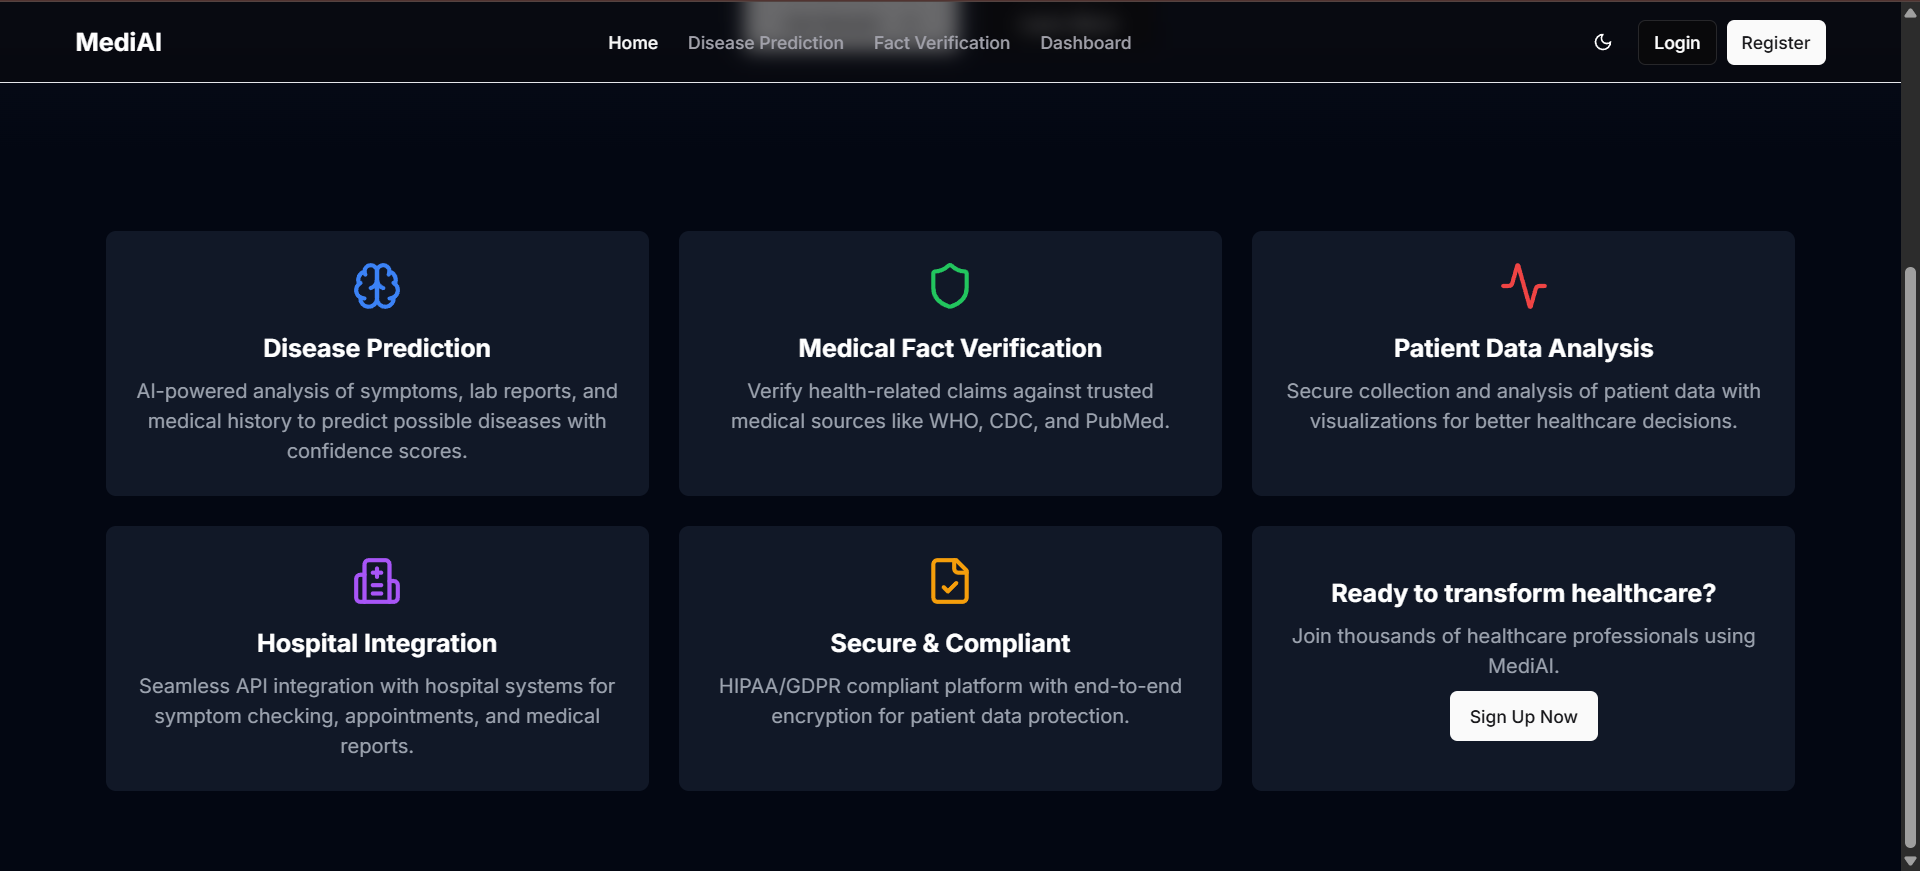 MediAI
Home
Disease Prediction
Fact Verification
Dashboard
Login
Register
Disease Prediction
AI-powered analysis of symptoms, lab reports, and
medical history to predict possible diseases with
confidence scores.
Medical Fact Verification
Verify health-related claims against trusted
medical sources like WHO, CDC, and PubMed.
Patient Data Analysis
Secure collection and analysis of patient data with
visualizations for better healthcare decisions.
Hospital Integration
Seamless API integration with hospital systems for
symptom checking, appointments, and medical
reports.
Secure & Compliant
HIPAA/GDPR compliant platform with end-to-end
encryption for patient data protection.
Ready to transform healthcare?
Join thousands of healthcare professionals using
MediAI.
Sign Up Now